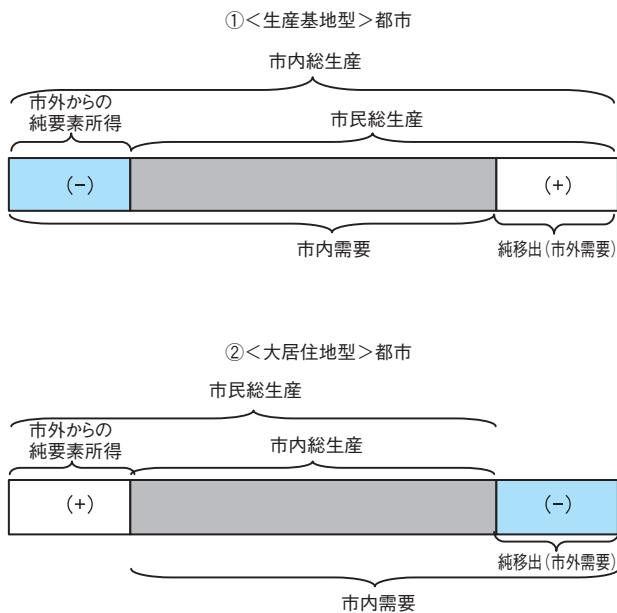 ①＜生産基地型＞都市
市内総生産
市外からの
純要素所得
市民総生産
(−)
(+)
市内需要
純移出(市外需要)
②＜大居住地型＞都市
市民総生産
市外からの
純要素所得
市内総生産
(+)
(−)
純移出(市外需要)
市内需要